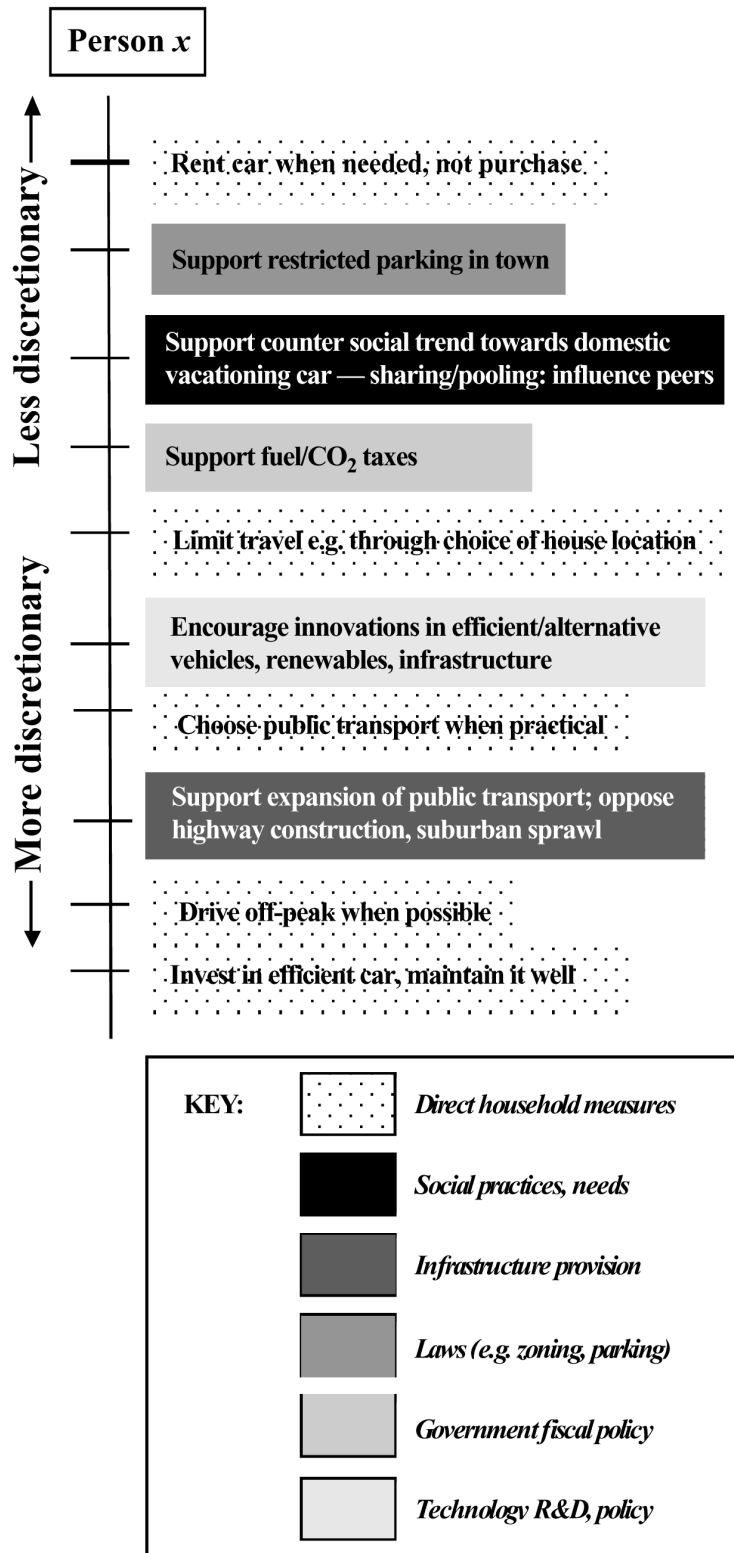 Person x
Less discretionary
More discretionary
Rent car when needed, not purchase
Support restricted parking in town
Support counter social trend towards domestic
vacationing car — sharing/pooling: influence peers
Support fuel/CO₂ taxes
Limit travel e.g. through choice of house location
Encourage innovations in efficient/alternative
vehicles, renewables, infrastructure
Choose public transport when practical
Support expansion of public transport; oppose
highway construction, suburban sprawl
Drive off-peak when possible
Invest in efficient car, maintain it well
KEY:
Direct household measures
Social practices, needs
Infrastructure provision
Laws (e.g. zoning, parking)
Government fiscal policy
Technology R&D, policy